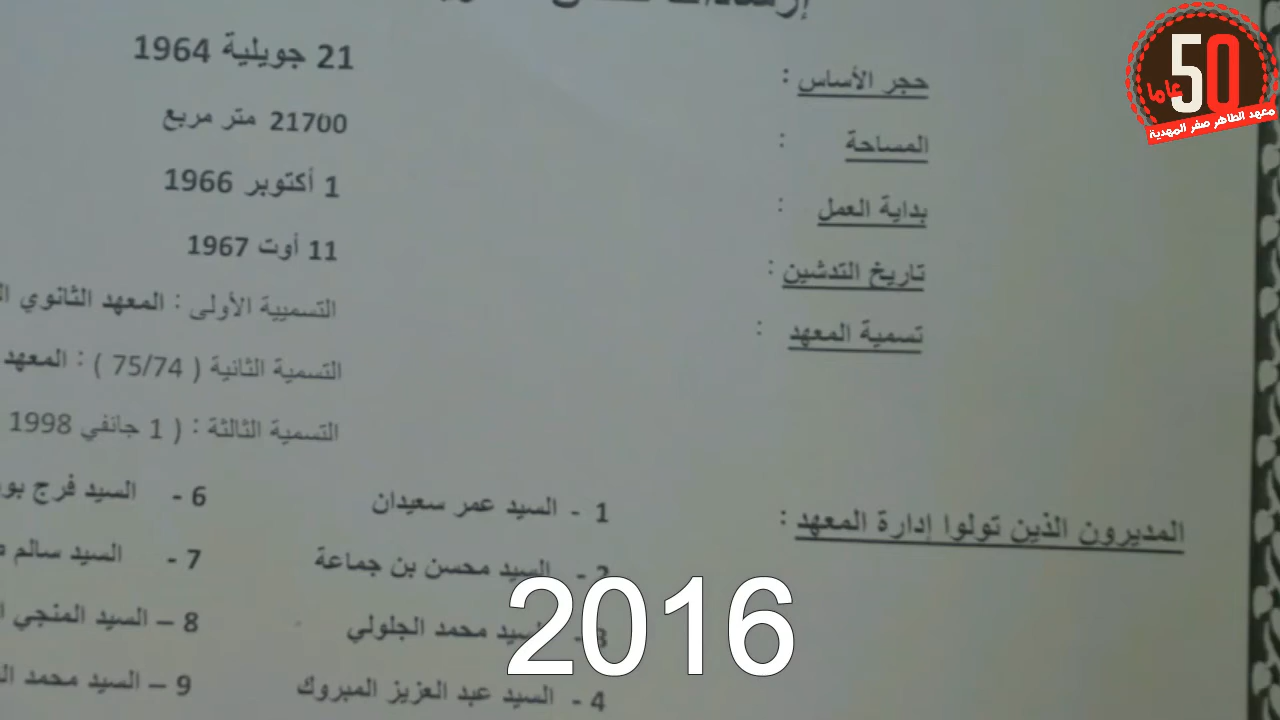 50
عاما
معهد الطاهر صفر المهدية
حجر الأساس : 21 جويلية 1964
المساحة : 21700 متر مربع
بداية العمل : 1 أكتوبر 1966
تاريخ التدشين : 11 أوت 1967
تسمية المعهد : التسميية الأولى : المعهد الثانوي
التسمية الثانية ( 75/74 ) : المعهد
التسمية الثالثة : ( 1 جانفي 1998
المديرون الذين تولوا إدارة المعهد :
1 - السيد عمر سعيدان 6 - السيد فرج
2 - السيد محسن بن جماعة 7 - السيد سالم
3 - السيد محمد الجلولي 8 – السيد المنجي
4 - السيد عبد العزيز المبروك 9 – السيد محمد
2016